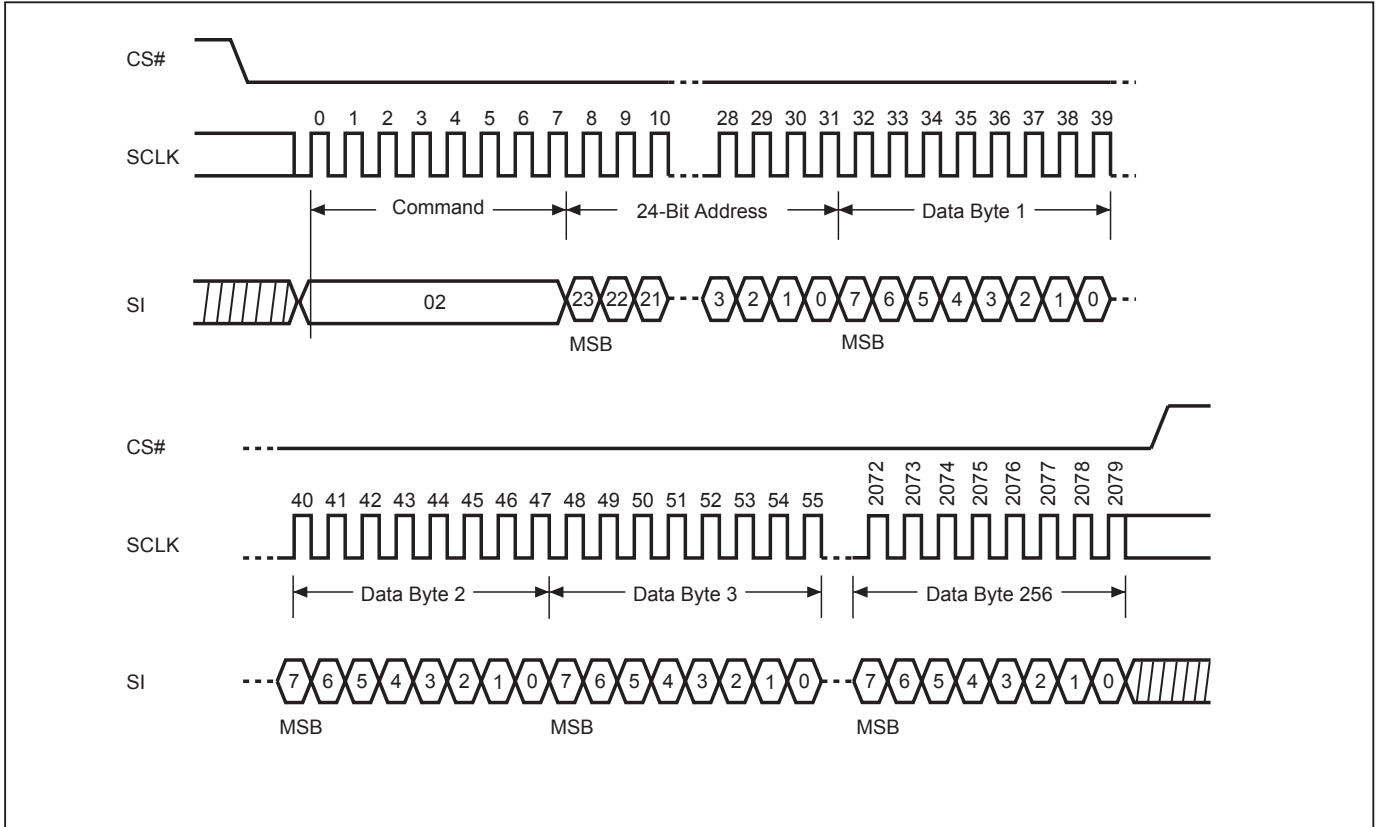 CS#
0 1 2 3 4 5 6 7 8 9 10 28 29 30 31 32 33 34 35 36 37 38 39
SCLK
Command 24-Bit Address Data Byte 1
SI 02 23 22 21 3 2 1 0 7 6 5 4 3 2 1 0
MSB MSB
CS#
2072 2073 2074 2075 2076 2077 2078 2079
40 41 42 43 44 45 46 47 48 49 50 51 52 53 54 55
SCLK
Data Byte 2 Data Byte 3 Data Byte 256
SI 7 6 5 4 3 2 1 0 7 6 5 4 3 2 1 0 7 6 5 4 3 2 1 0
MSB MSB MSB